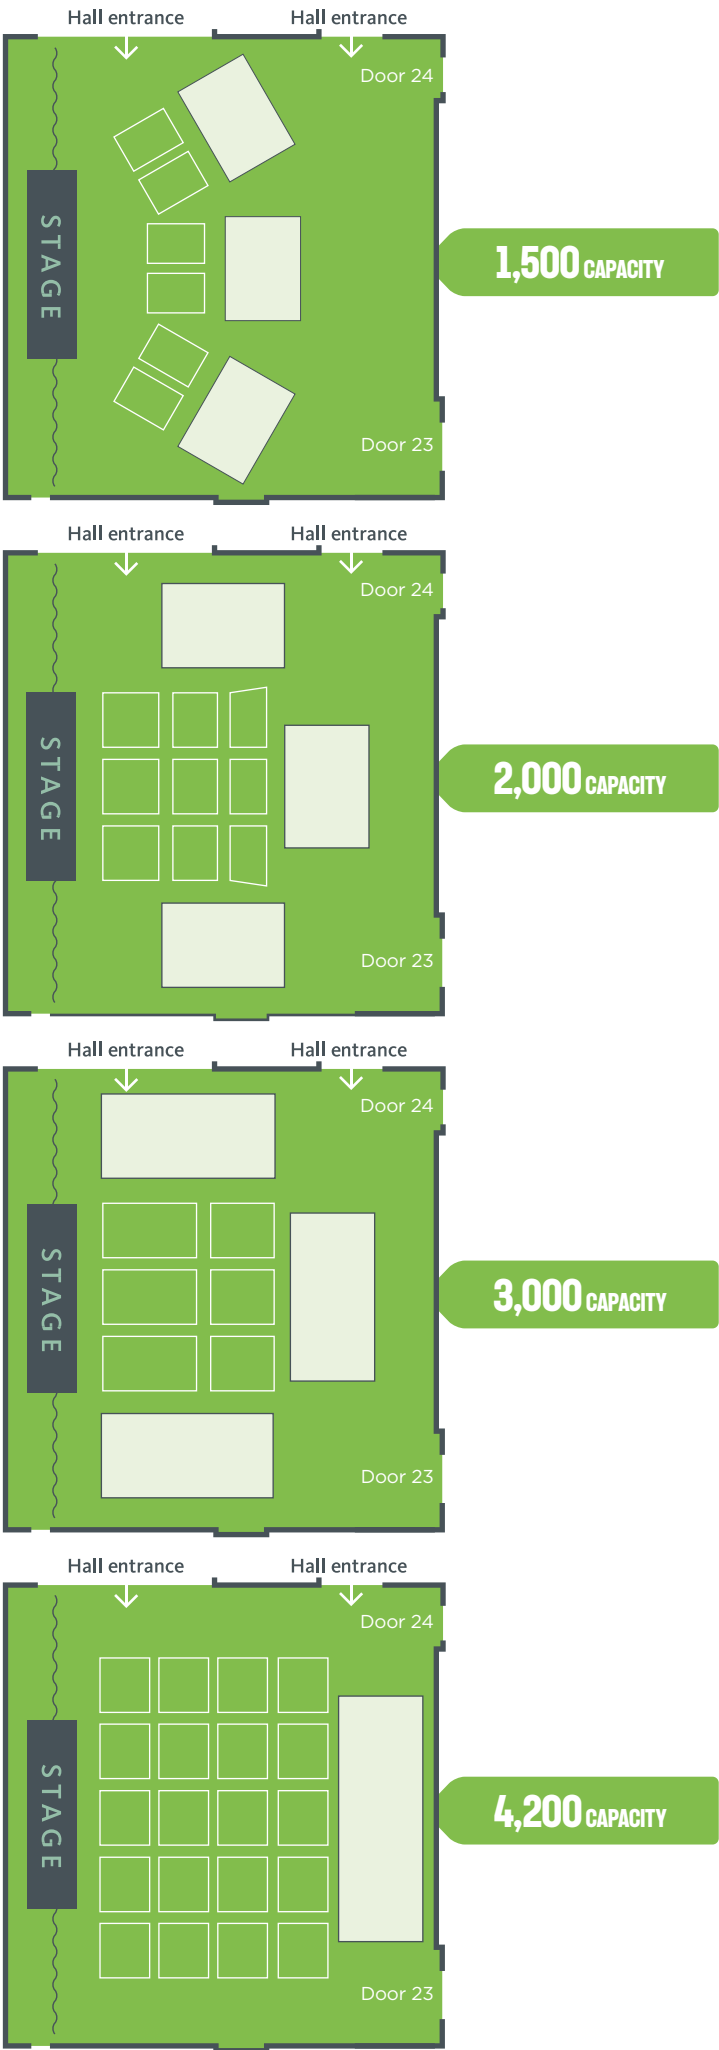 Hall entrance Hall entrance
Door 24
STAGE
1,500 CAPACITY
Door 23
Hall entrance Hall entrance
Door 24
STAGE
2,000 CAPACITY
Door 23
Hall entrance Hall entrance
Door 24
STAGE
3,000 CAPACITY
Door 23
Hall entrance Hall entrance
Door 24
STAGE
4,200 CAPACITY
Door 23